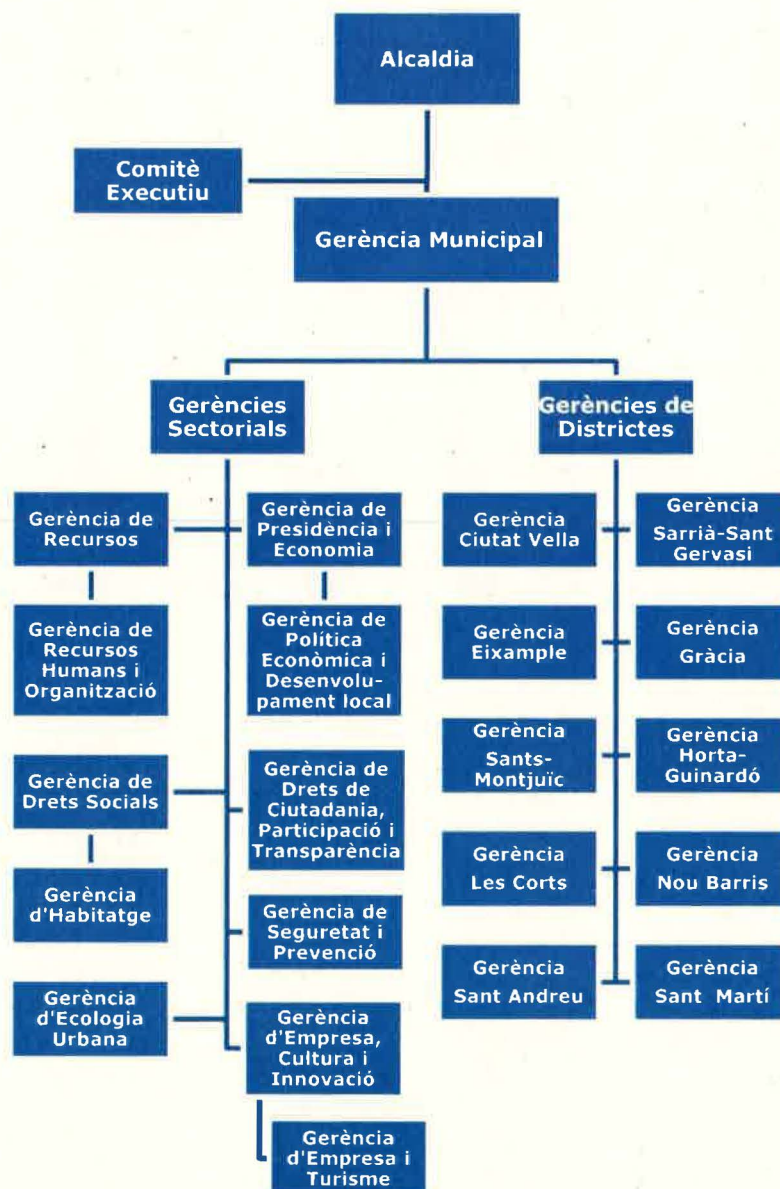 Alcaldia
Comitè
Executiu
Gerència Municipal
Gerències
Sectorials
Gerències de
Districtes
Gerència de
Recursos
Gerència de
Presidència i
Economia
Gerència
Ciutat Vella
Gerència
Sarrià-Sant
Gervasi
Gerència de
Recursos
Humans i
Organització
Gerència de
Política
Econòmica i
Desenvolu-
pament local
Gerència
Eixample
Gerència
Gràcia
Gerència de
Drets Socials
Gerència de
Drets de
Ciutadania,
Participació i
Transparència
Gerència
Sants-
Montjuïc
Gerència
Horta-
Guinardó
Gerència
d'Habitatge
Gerència de
Seguretat i
Prevenció
Gerència
Les Corts
Gerència
Nou Barris
Gerència
d'Ecologia
Urbana
Gerència
d'Empresa,
Cultura i
Innovació
Gerència
Sant Andreu
Gerència
Sant Martí
Gerència
d'Empresa i
Turisme